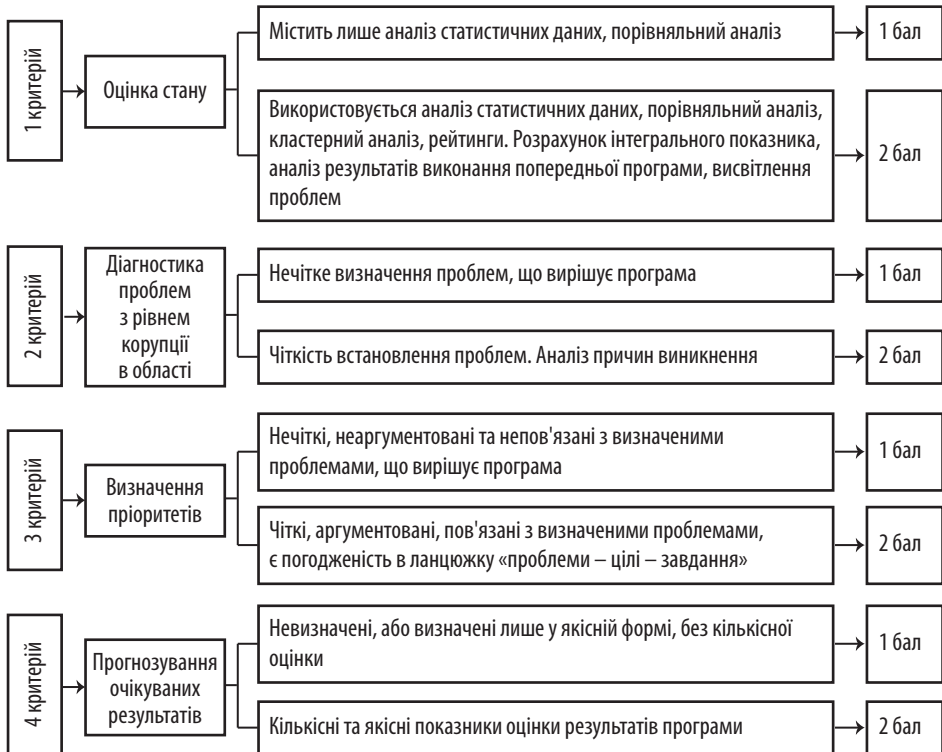 1 критерій
Оцінка стану
Містить лише аналіз статистичних даних, порівняльний аналіз
1 бал
Використовується аналіз статистичних даних, порівняльний аналіз,
кластерний аналіз, рейтинги. Розрахунок інтегрального показника,
аналіз результатів виконання попередньої програми, висвітлення
проблем
2 бал
2 критерій
Діагностика
проблем
з рівнем
корупції
в області
Нечітке визначення проблем, що вирішує програма
1 бал
Чіткість встановлення проблем. Аналіз причин виникнення
2 бал
3 критерій
Визначення
пріоритетів
Нечіткі, неаргументовані та непов'язані з визначеними
проблемами, що вирішує програма
1 бал
Чіткі, аргументовані, пов'язані з визначеними проблемами,
є погодженість в ланцюжку «проблеми – цілі – завдання»
2 бал
4 критерій
Прогнозування
очікуваних
результатів
Невизначені, або визначені лише у якісній формі, без кількісної
оцінки
1 бал
Кількісні та якісні показники оцінки результатів програми
2 бал